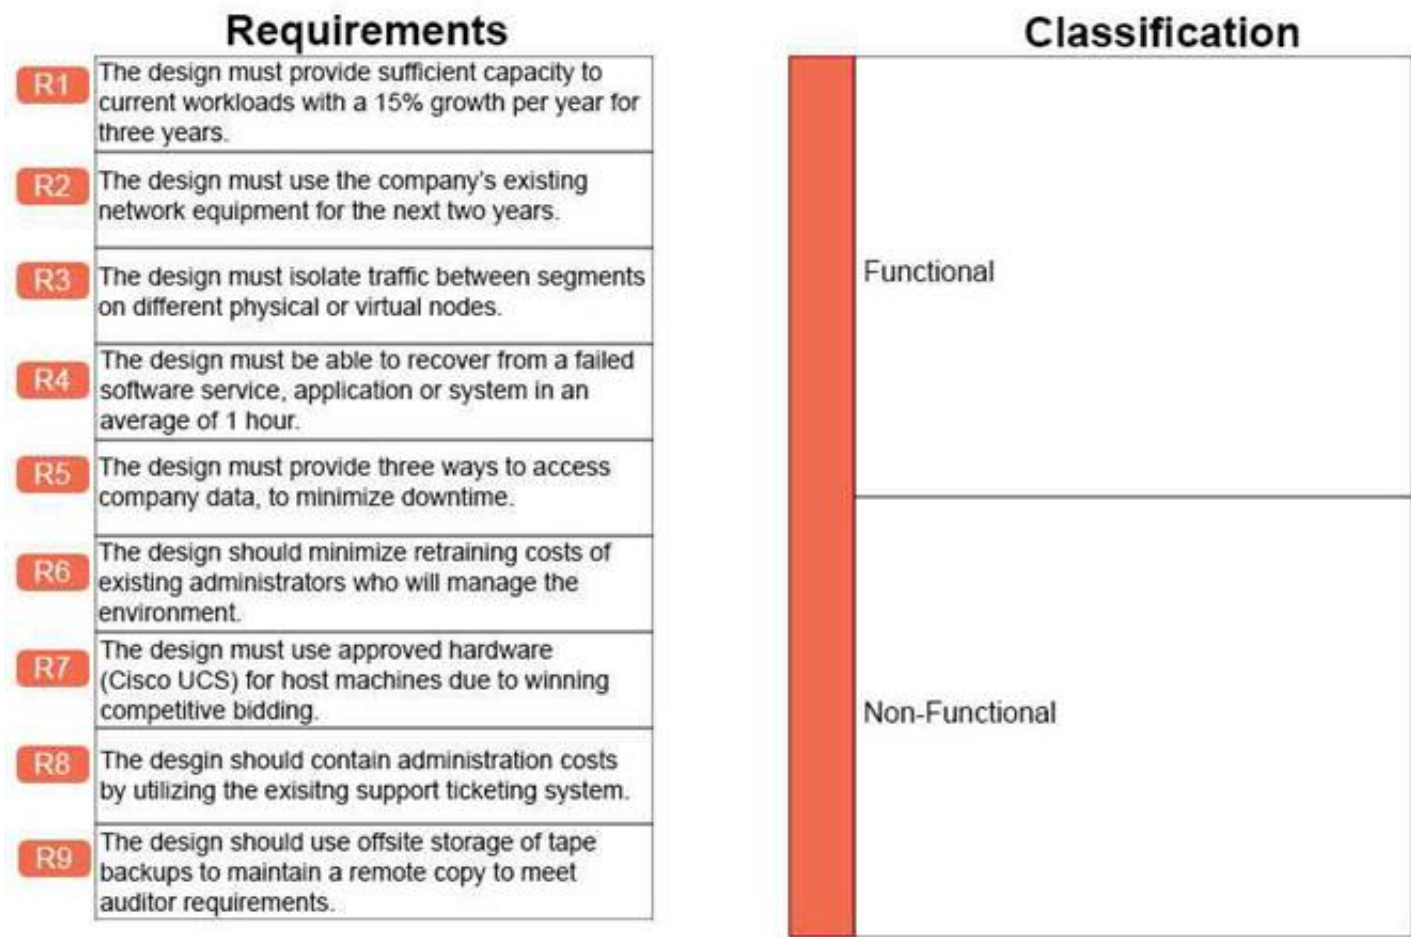 Requirements
R1
The design must provide sufficient capacity to
current workloads with a 15% growth per year for
three years.
R2
The design must use the company's existing
network equipment for the next two years.
R3
The design must isolate traffic between segments
on different physical or virtual nodes.
R4
The design must be able to recover from a failed
software service, application or system in an
average of 1 hour.
R5
The design must provide three ways to access
company data, to minimize downtime.
R6
The design should minimize retraining costs of
existing administrators who will manage the
environment.
R7
The design must use approved hardware
(Cisco UCS) for host machines due to winning
competitive bidding.
R8
The desgin should contain administration costs
by utilizing the exisitng support ticketing system.
R9
The design should use offsite storage of tape
backups to maintain a remote copy to meet
auditor requirements.
Classification
Functional
Non-Functional